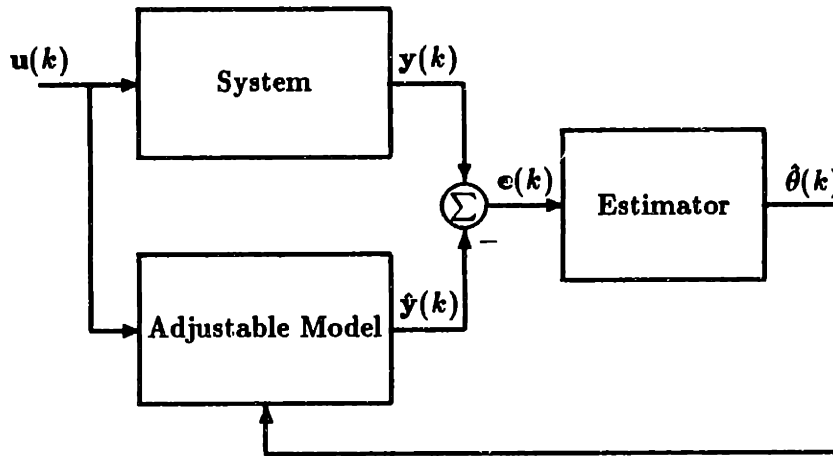 u(k)
System
y(k)
Σ
e(k)
Estimator
θ̂(k)
−
Adjustable Model
ŷ(k)